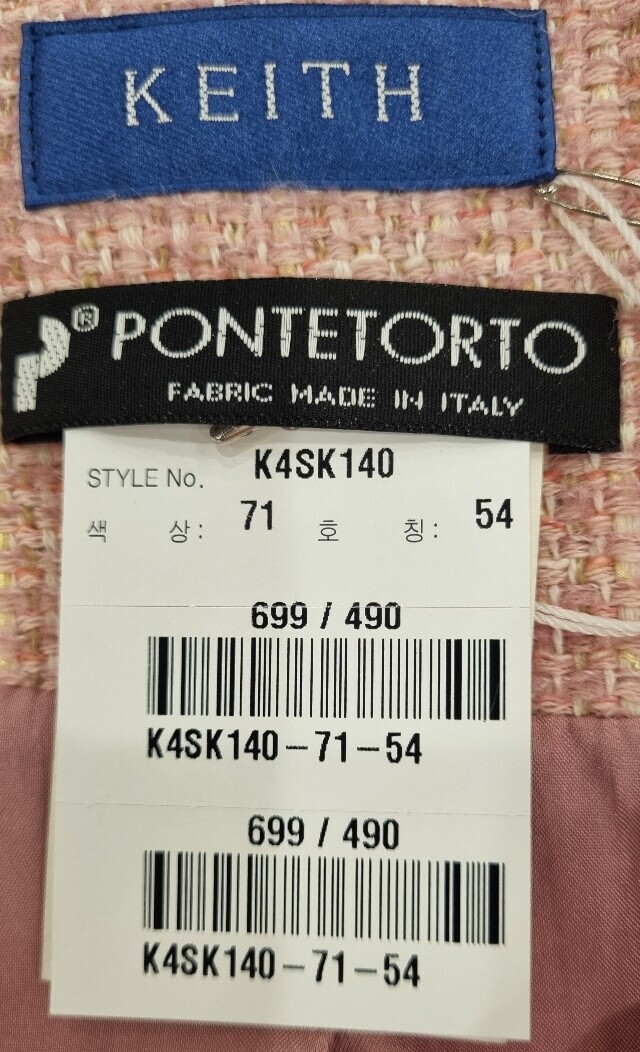 KEITH
P® PONTETORTO
FABRIC MADE IN ITALY
STYLE No. K4SK140
색 상: 71 호 칭: 54
699 / 490
K4SK140-71-54
699 / 490
K4SK140-71-54